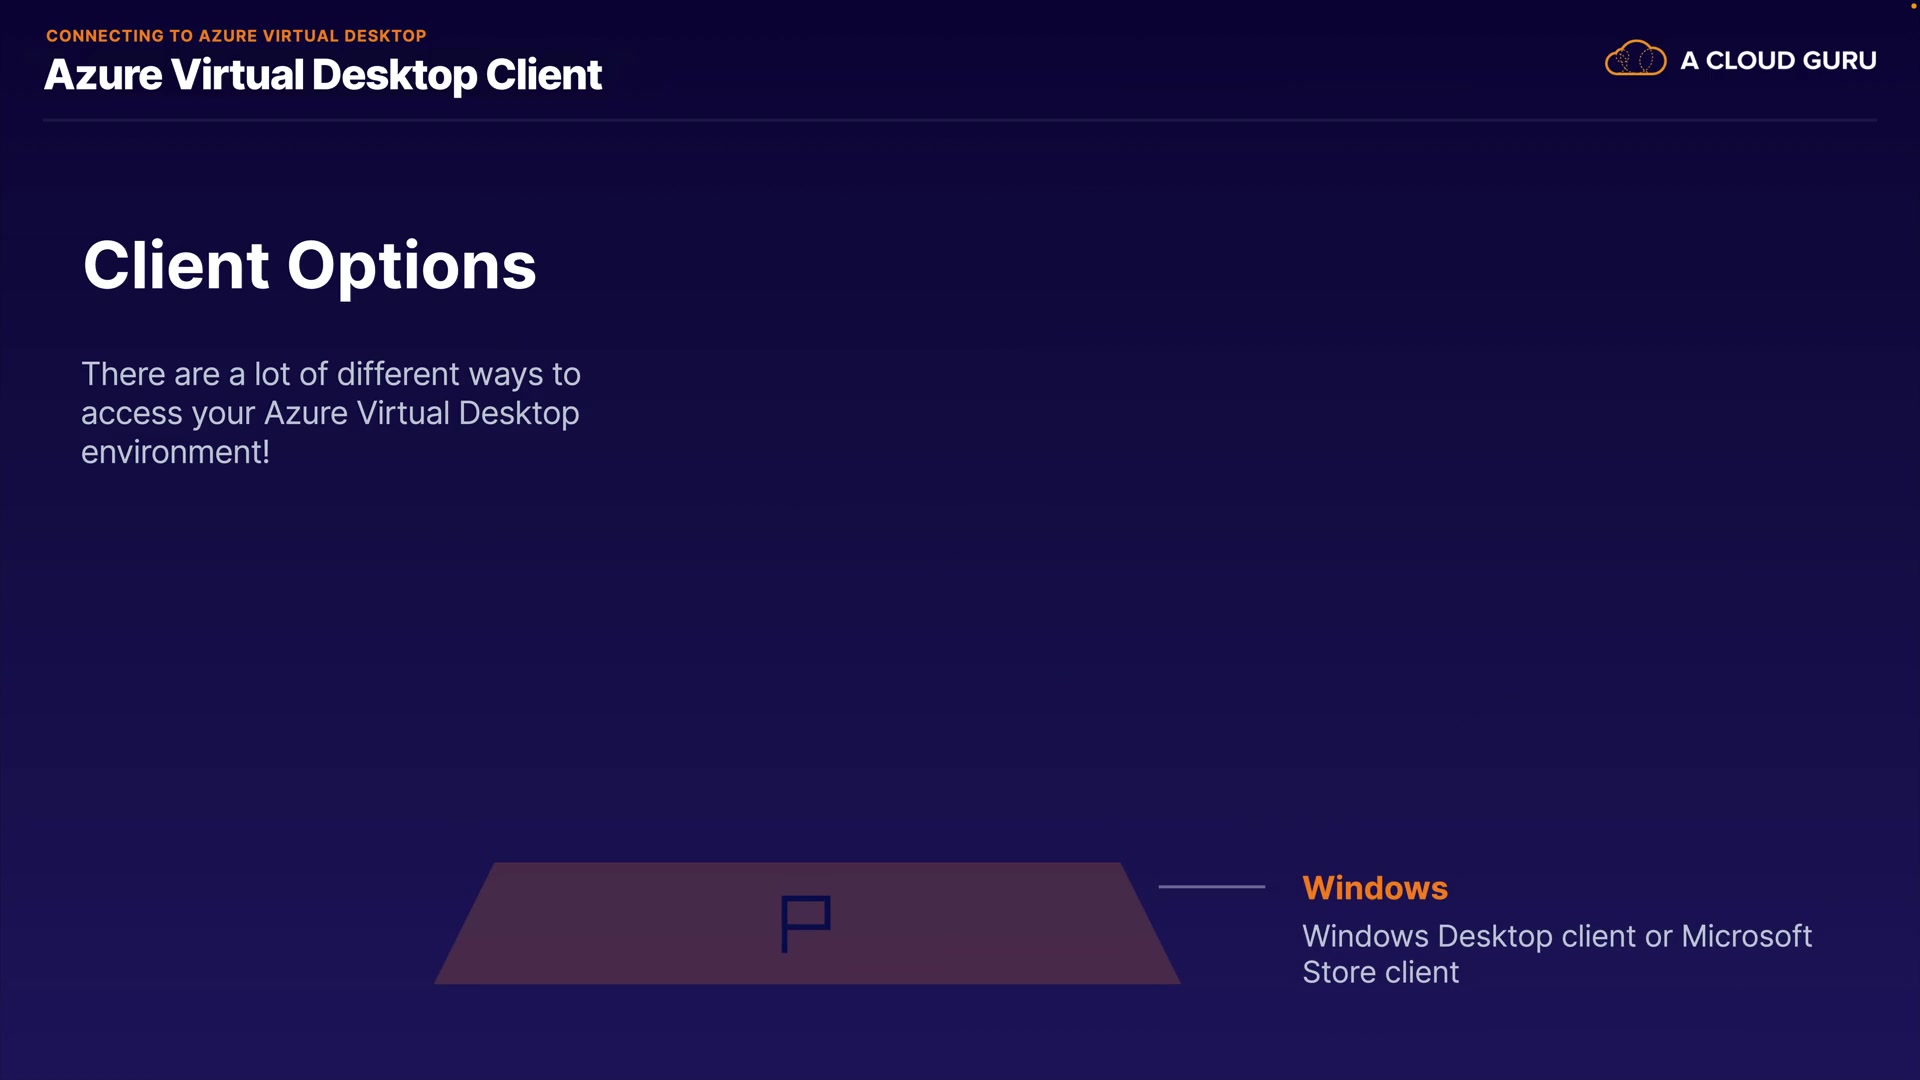 CONNECTING TO AZURE VIRTUAL DESKTOP
Azure Virtual Desktop Client
A CLOUD GURU
Client Options
There are a lot of different ways to
access your Azure Virtual Desktop
environment!
Windows
Windows Desktop client or Microsoft
Store client